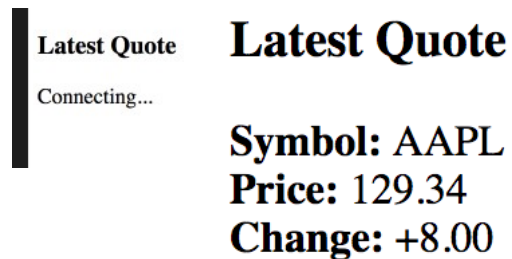 Latest Quote
Connecting...
Latest Quote
Symbol: AAPL
Price: 129.34
Change: +8.00